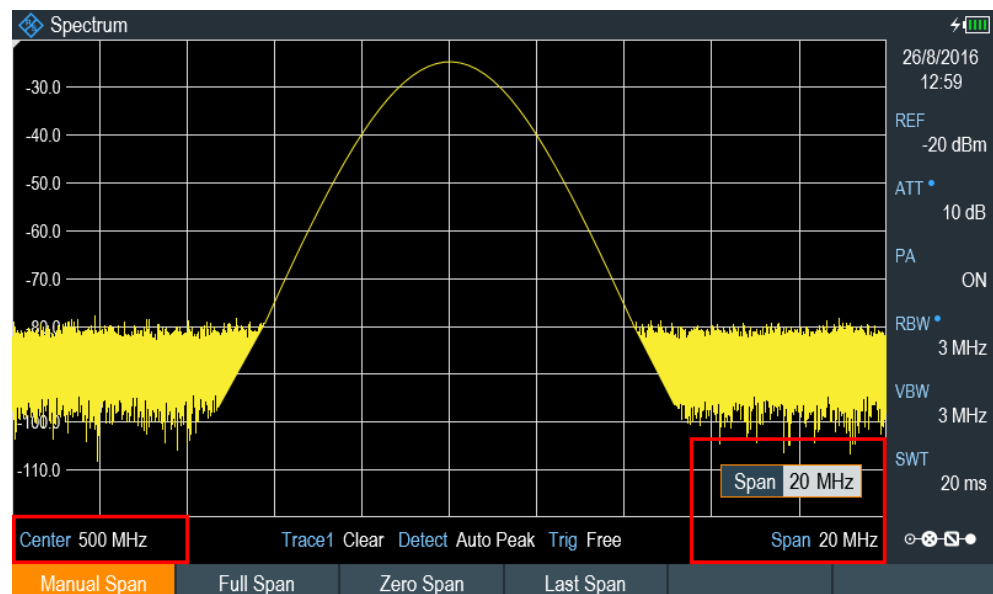 Spectrum
26/8/2016
12:59
-30.0
-40.0
-50.0
-60.0
-70.0
-80.0
-100.0
-110.0
REF
-20 dBm
ATT
10 dB
PA
ON
RBW
3 MHz
VBW
3 MHz
SWT
20 ms
Span 20 MHz
Center 500 MHz Trace1 Clear Detect Auto Peak Trig Free Span 20 MHz
Manual Span Full Span Zero Span Last Span